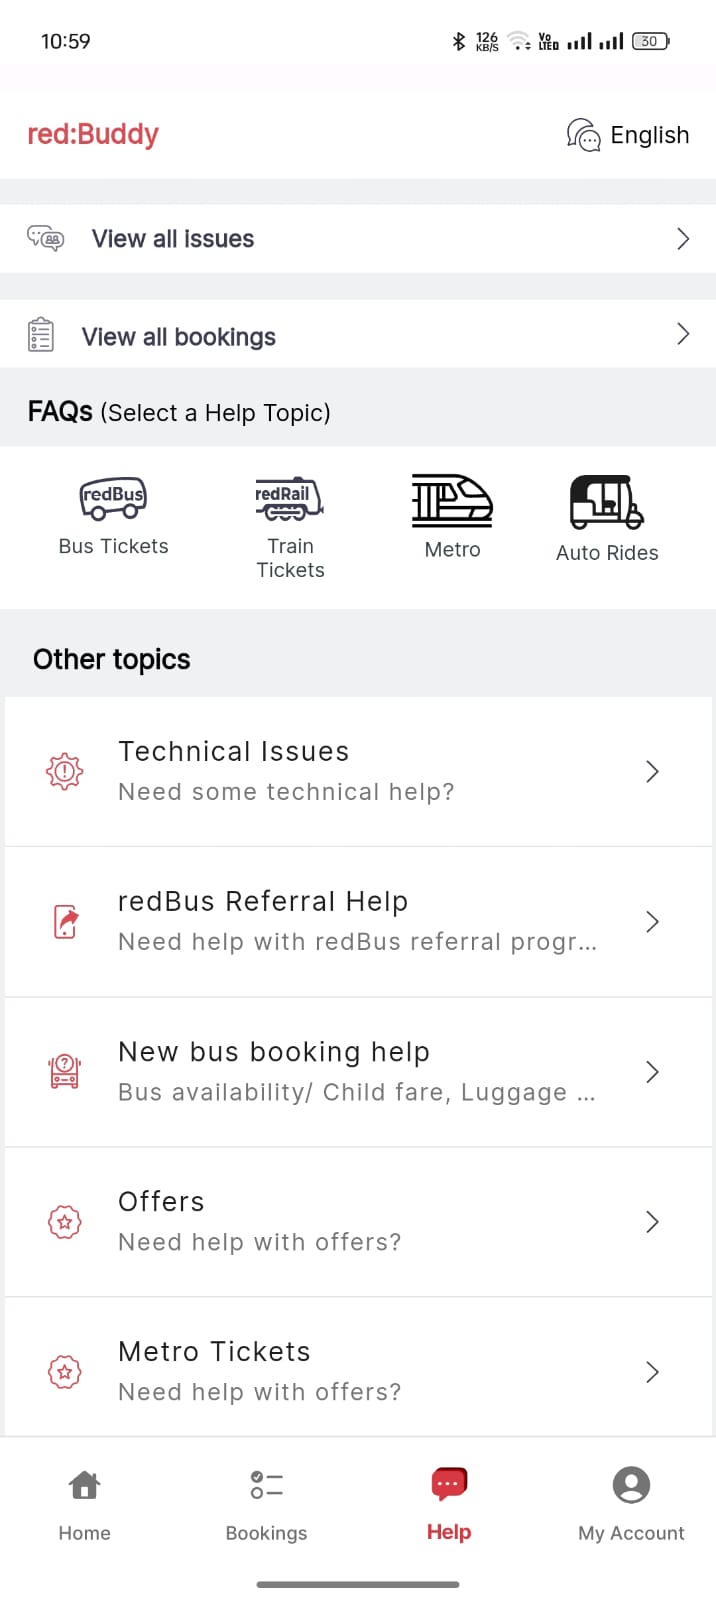 10:59
126
KB/S
Vo
LTED
30
red:Buddy
English
View all issues
View all bookings
FAQs (Select a Help Topic)
redBus
redRail
Bus Tickets
Train
Tickets
Metro
Auto Rides
Other topics
Technical Issues
Need some technical help?
redBus Referral Help
Need help with redBus referral progr...
New bus booking help
Bus availability/ Child fare, Luggage ...
Offers
Need help with offers?
Metro Tickets
Need help with offers?
Home
Bookings
Help
My Account